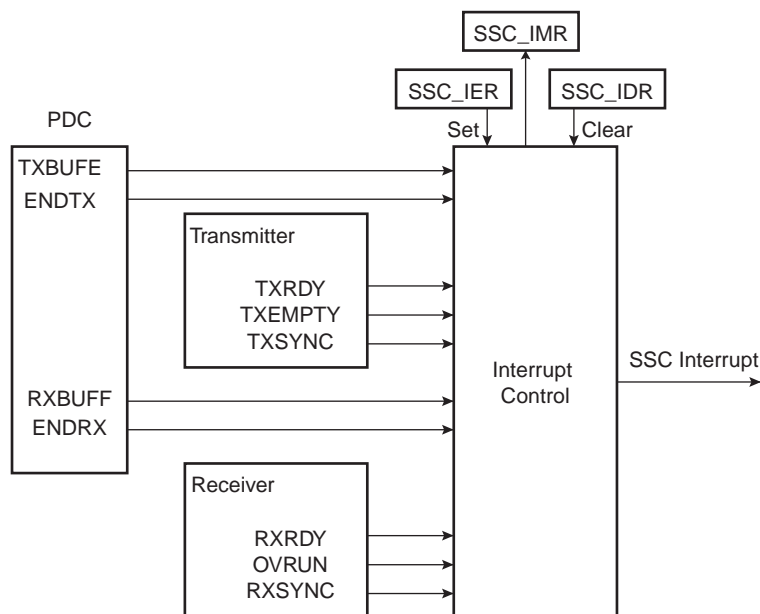 SSC_IMR
SSC_IER
SSC_IDR
Set
Clear
PDC
TXBUFE
ENDTX
Transmitter
TXRDY
TXEMPTY
TXSYNC
RXBUFF
ENDRX
Interrupt
Control
SSC Interrupt
Receiver
RXRDY
OVRUN
RXSYNC